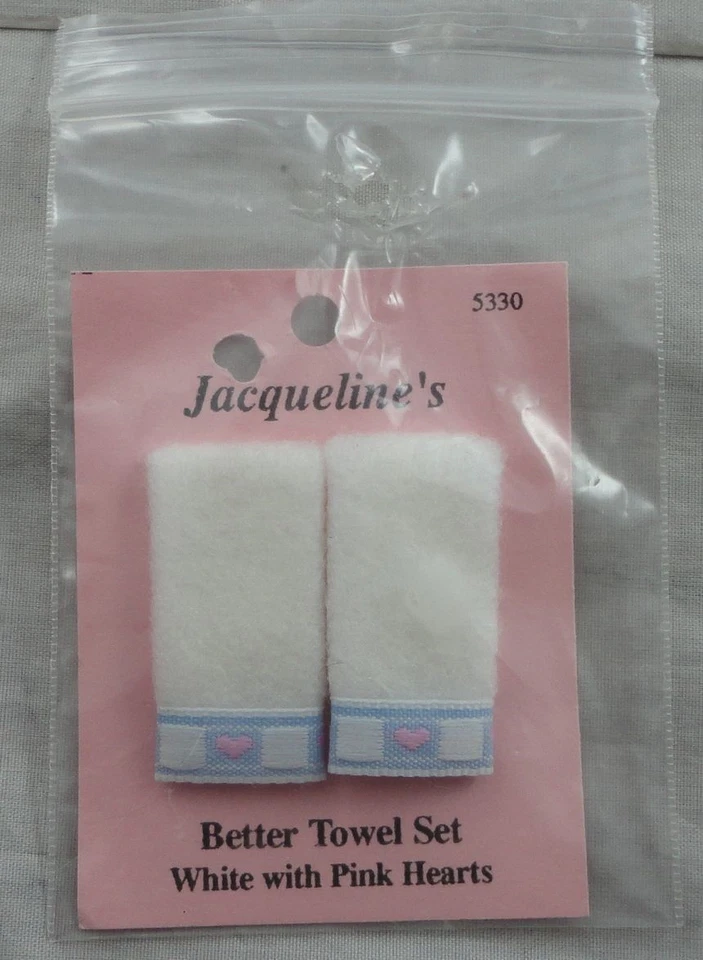 5330
Jacqueline's
Better Towel Set
White with Pink Hearts